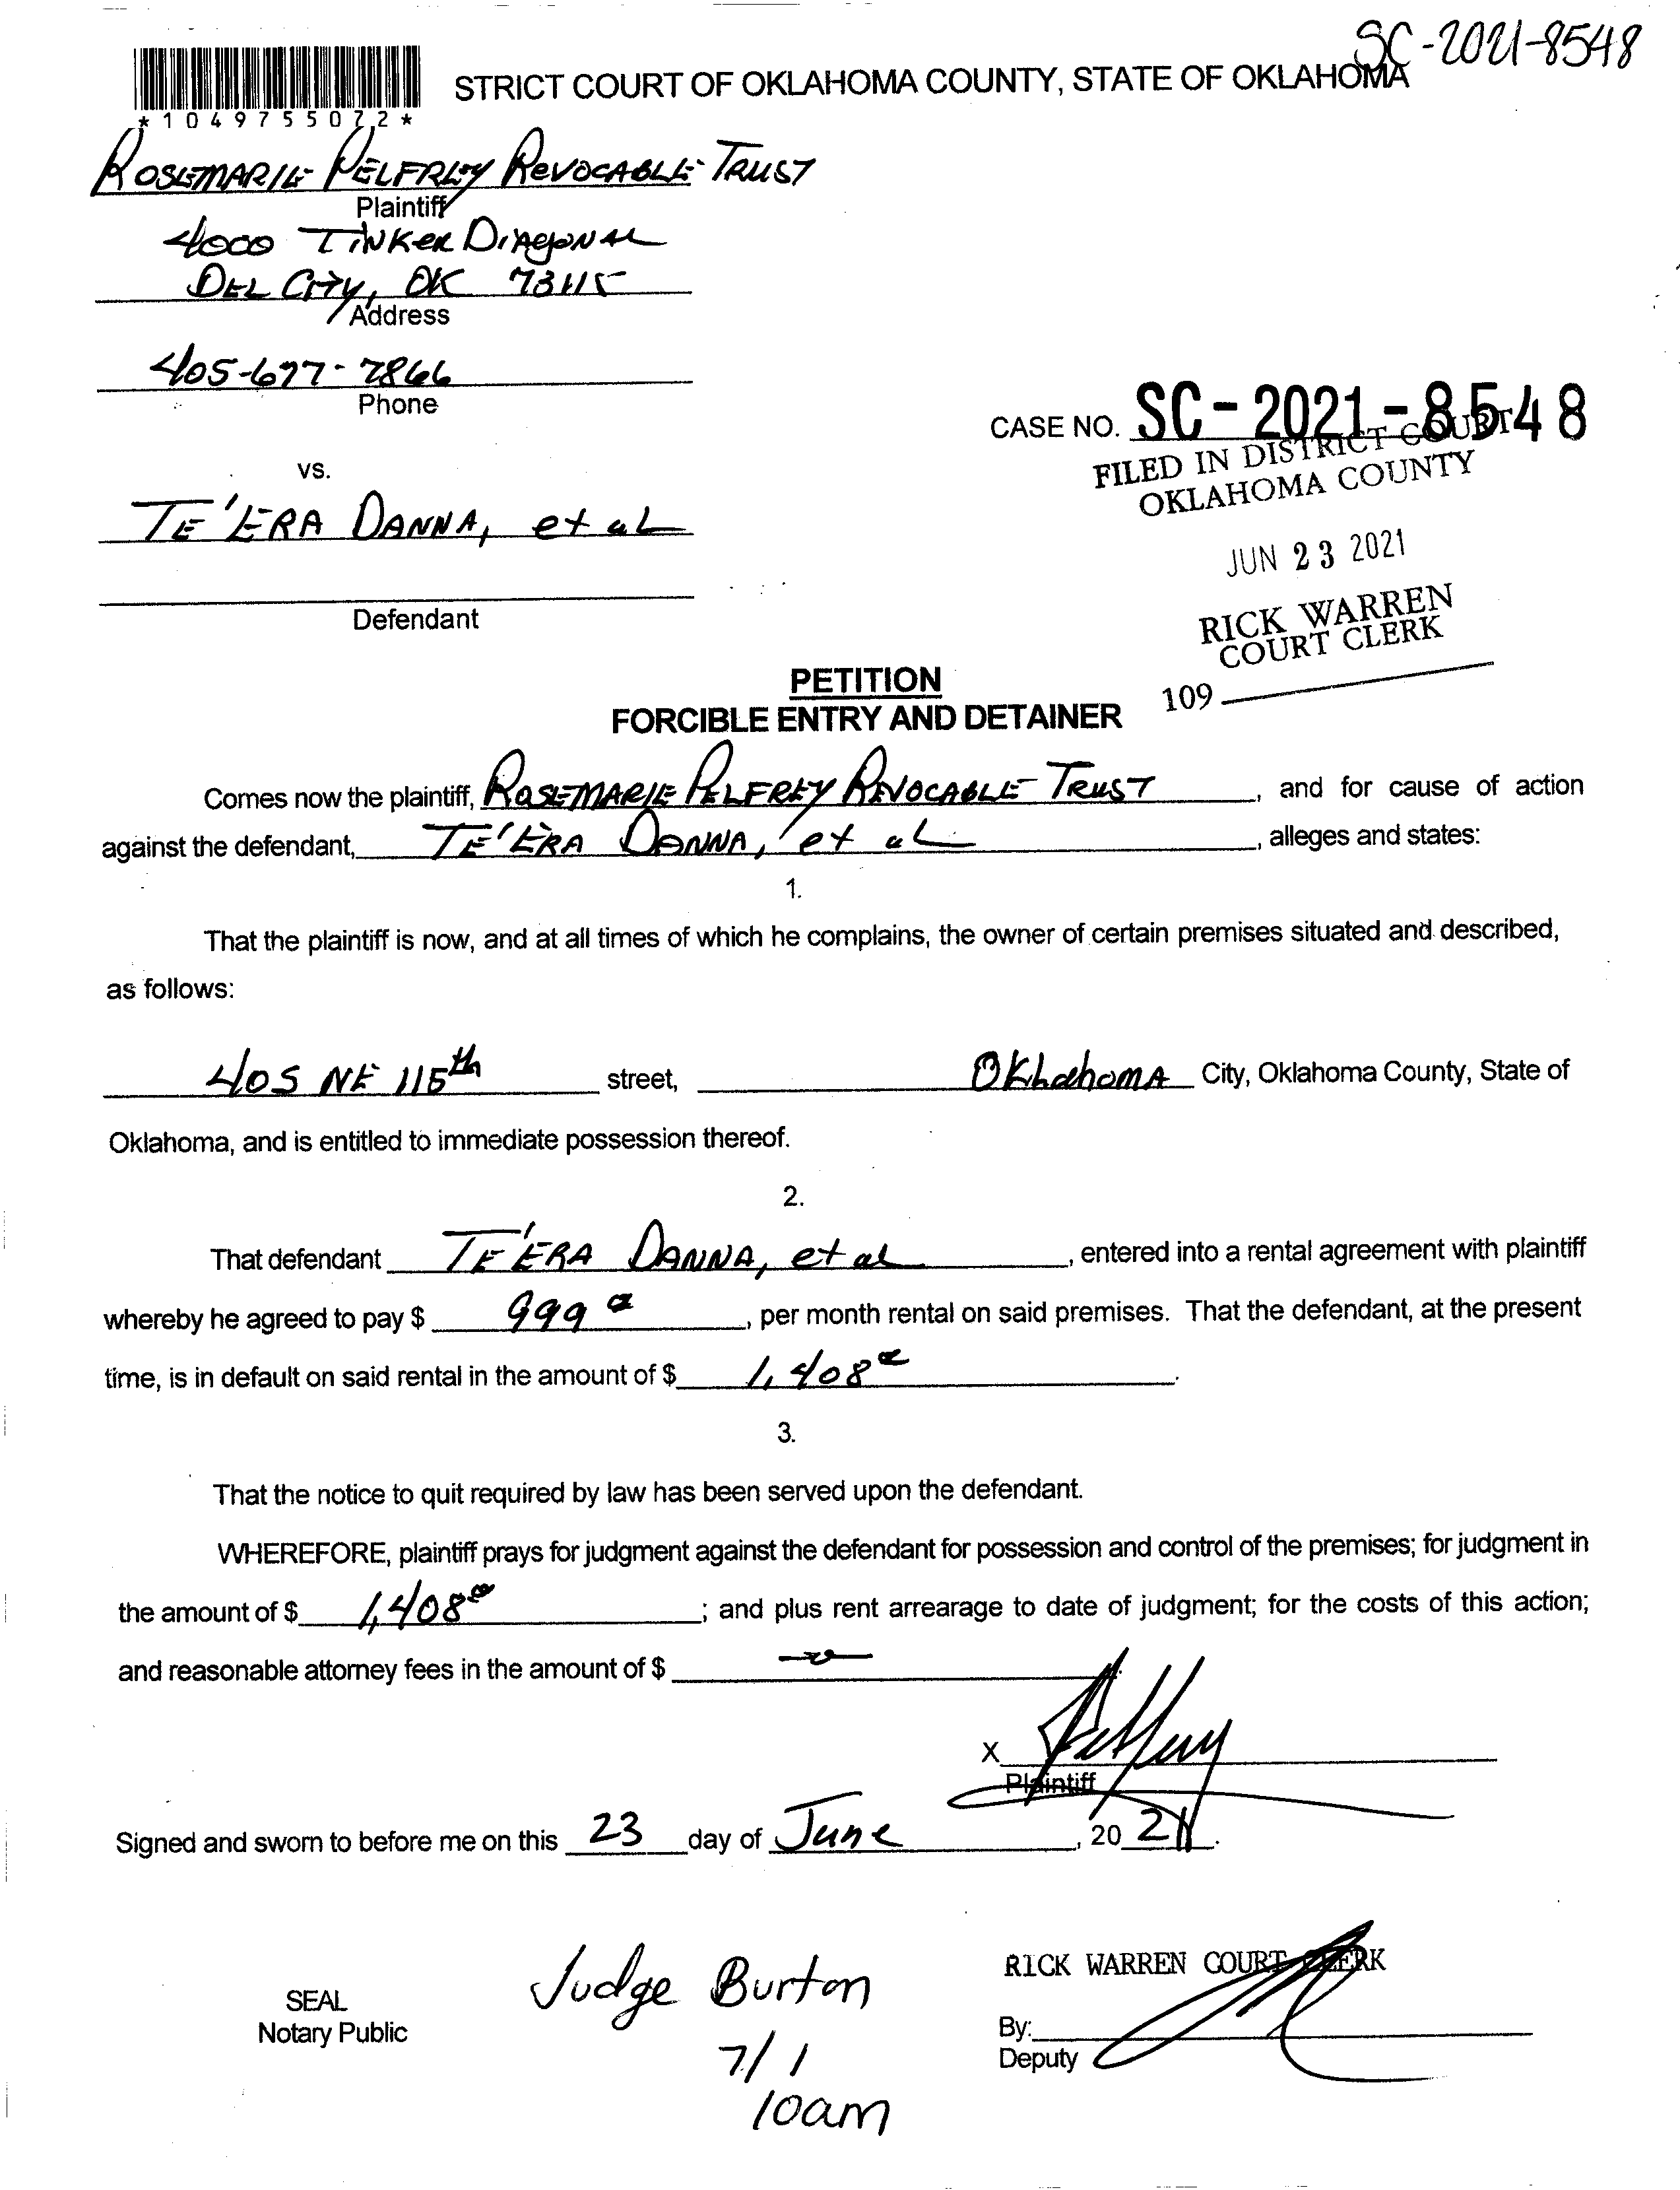 SC-2021-8548
STRICT COURT OF OKLAHOMA COUNTY, STATE OF OKLAHOMA
*1049755072*
ROSEMARIE PELFREY REVOCABLE TRUST
Plaintiff
4000 TINKER DIAGONAL
DEL CITY, OK 73115
Address
405-677-7866
Phone
CASE NO. SC-2021-8548
FILED IN DISTRICT COURT
OKLAHOMA COUNTY
vs.
TE'ERA DANNA, et al
JUN 23 2021
Defendant
RICK WARREN
COURT CLERK
109
PETITION
FORCIBLE ENTRY AND DETAINER
Comes now the plaintiff, ROSEMARIE PELFREY REVOCABLE TRUST, and for cause of action
against the defendant, TE'ERA DANNA, et al, alleges and states:
1.
That the plaintiff is now, and at all times of which he complains, the owner of certain premises situated and described,
as follows:
405 NE 115th street, OKlahomA City, Oklahoma County, State of
Oklahoma, and is entitled to immediate possession thereof.
2.
That defendant TE'ERA DANNA, et al, entered into a rental agreement with plaintiff
whereby he agreed to pay $ 999, per month rental on said premises. That the defendant, at the present
time, is in default on said rental in the amount of $ 1,408.
3.
That the notice to quit required by law has been served upon the defendant.
WHEREFORE, plaintiff prays for judgment against the defendant for possession and control of the premises; for judgment in
the amount of $ 1,408; and plus rent arrearage to date of judgment; for the costs of this action;
and reasonable attorney fees in the amount of $
X
Plaintiff
Signed and sworn to before me on this 23 day of June, 2021.
RICK WARREN COURT CLERK
Judge Burton
SEAL
Notary Public
By:
Deputy
7/1
10am